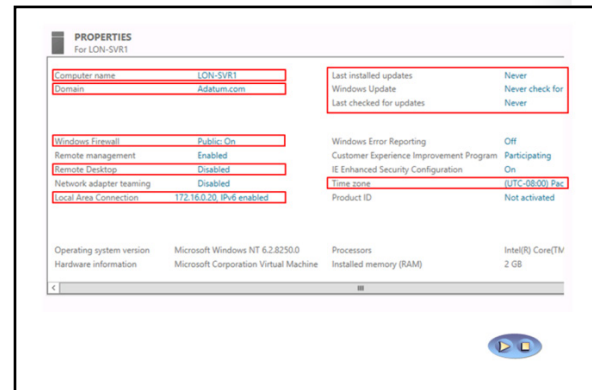 PROPERTIES
For LON-SVR1
Computer name LON-SVR1
Domain Adatum.com
Last installed updates Never
Windows Update Never check for
Last checked for updates Never
Windows Firewall Public: On
Remote management Enabled
Remote Desktop Disabled
Network adapter teaming Disabled
Local Area Connection 172.16.0.20, IPv6 enabled
Windows Error Reporting Off
Customer Experience Improvement Program Participating
IE Enhanced Security Configuration On
Time zone (UTC-08:00) Pac
Product ID Not activated
Operating system version Microsoft Windows NT 6.2.8250.0
Hardware information Microsoft Corporation Virtual Machine
Processors Intel(R) Core(TM
Installed memory (RAM) 2 GB